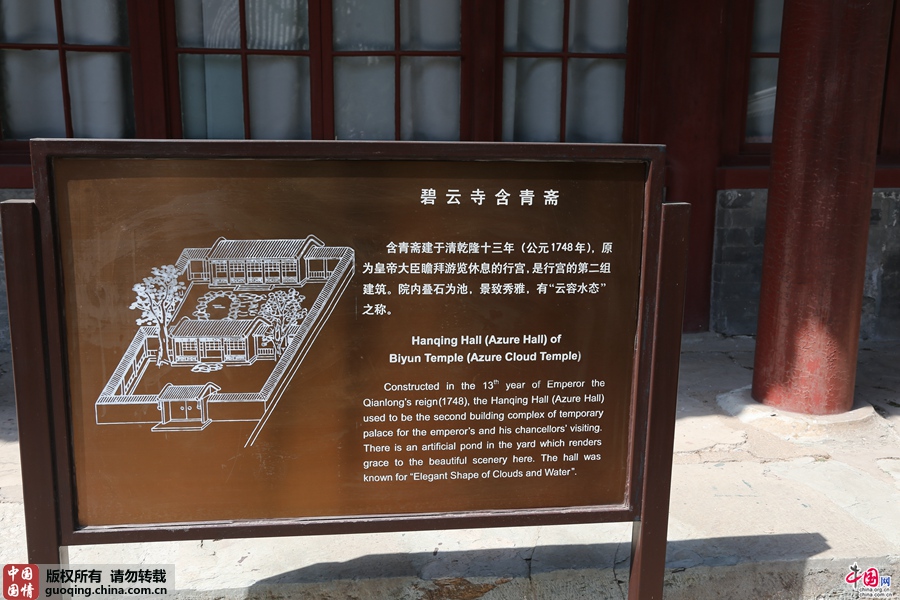 碧云寺含青斋
含青斋建于清乾隆十三年（公元1748年），原
为皇帝大臣瞻拜游览休息的行宫，是行宫的第二组
建筑。院内叠石为池，景致秀雅，有“云容水态”
之称。
Hanqing Hall (Azure Hall) of
Biyun Temple (Azure Cloud Temple)
Constructed in the 13th year of Emperor the
Qianlong's reign(1748), the Hanqing Hall (Azure Hall)
used to be the second building complex of temporary
palace for the emperor's and his chancellors' visiting.
There is an artificial pond in the yard which renders
grace to the beautiful scenery here. The hall was
known for "Elegant Shape of Clouds and Water".
中国国情
版权所有 请勿转载
guoqing.china.com.cn
中国网
china.org.cn
china.com.cn